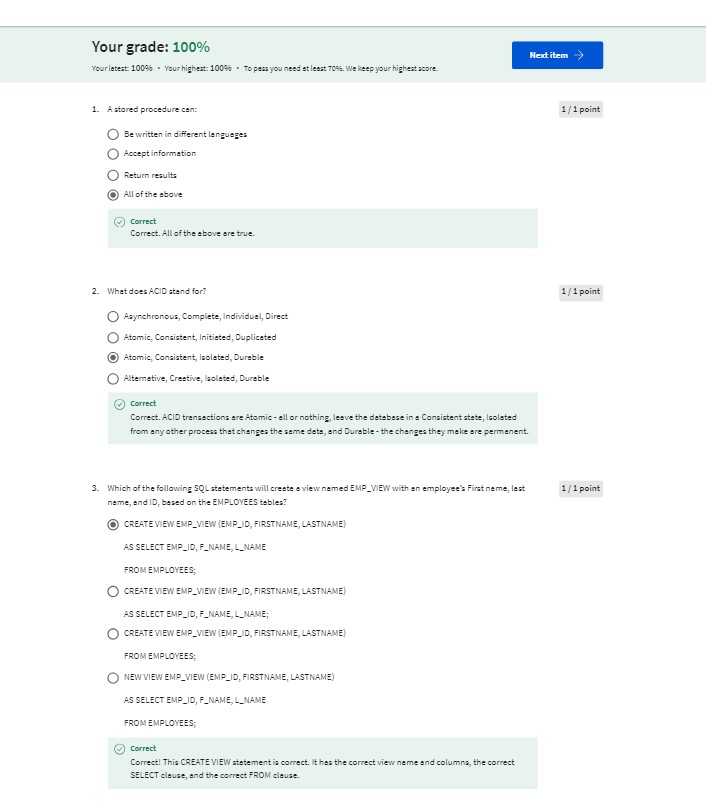 Your grade: 100%
Next item →
Your latest: 100% • Your highest: 100% • To pass you need at least 70%. We keep your highest score.
1. A stored procedure can:
1 / 1 point
Be written in different languages
Accept information
Return results
All of the above
Correct
Correct. All of the above are true.
2. What does ACID stand for?
1 / 1 point
Asynchronous, Complete, Individual, Direct
Atomic, Consistent, Initiated, Duplicated
Atomic, Consistent, Isolated, Durable
Alternative, Creative, Isolated, Durable
Correct
Correct. ACID transactions are Atomic - all or nothing, leave the database in a Consistent state, Isolated
from any other process that changes the same data, and Durable - the changes they make are permanent.
3. Which of the following SQL statements will create a view named EMP_VIEW with an employee's First name, last
1 / 1 point
name, and ID, based on the EMPLOYEES tables?
CREATE VIEW EMP_VIEW (EMP_ID, FIRSTNAME, LASTNAME)
AS SELECT EMP_ID, F_NAME, L_NAME
FROM EMPLOYEES;
CREATE VIEW EMP_VIEW (EMP_ID, FIRSTNAME, LASTNAME)
AS SELECT EMP_ID, F_NAME, L_NAME;
CREATE VIEW EMP_VIEW (EMP_ID, FIRSTNAME, LASTNAME)
FROM EMPLOYEES;
NEW VIEW EMP_VIEW (EMP_ID, FIRSTNAME, LASTNAME)
AS SELECT EMP_ID, F_NAME, L_NAME
FROM EMPLOYEES;
Correct
Correct! This CREATE VIEW statement is correct. It has the correct view name and columns, the correct
SELECT clause, and the correct FROM clause.